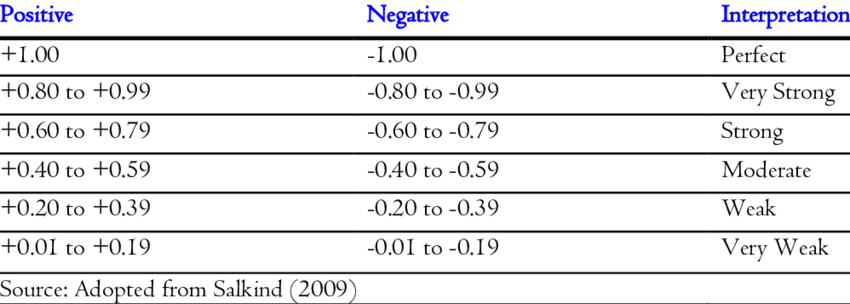 Positive Negative Interpretation
+1.00 -1.00 Perfect
+0.80 to +0.99 -0.80 to -0.99 Very Strong
+0.60 to +0.79 -0.60 to -0.79 Strong
+0.40 to +0.59 -0.40 to -0.59 Moderate
+0.20 to +0.39 -0.20 to -0.39 Weak
+0.01 to +0.19 -0.01 to -0.19 Very Weak
Source: Adopted from Salkind (2009)